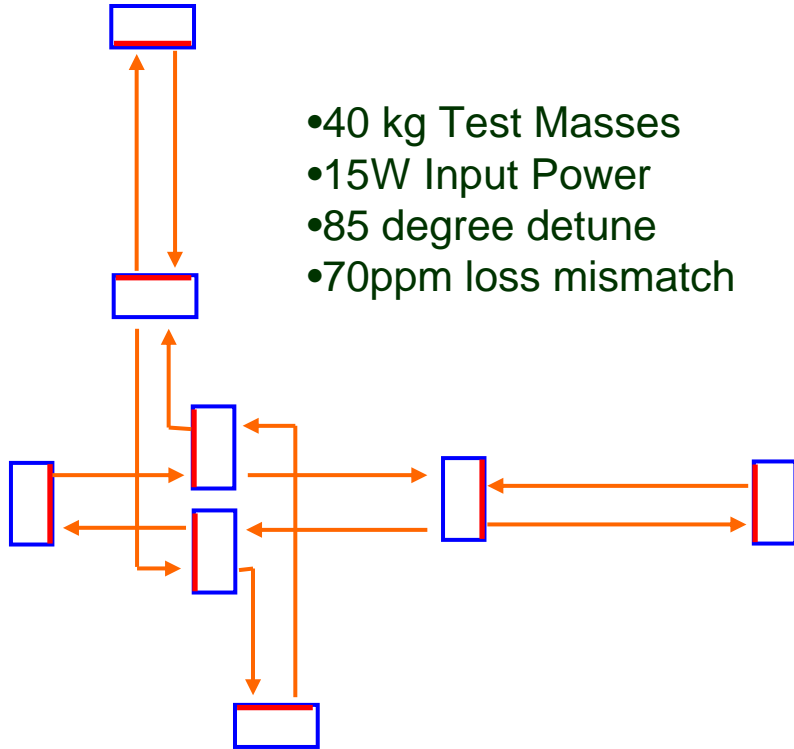 •40 kg Test Masses
•15W Input Power
•85 degree detune
•70ppm loss mismatch